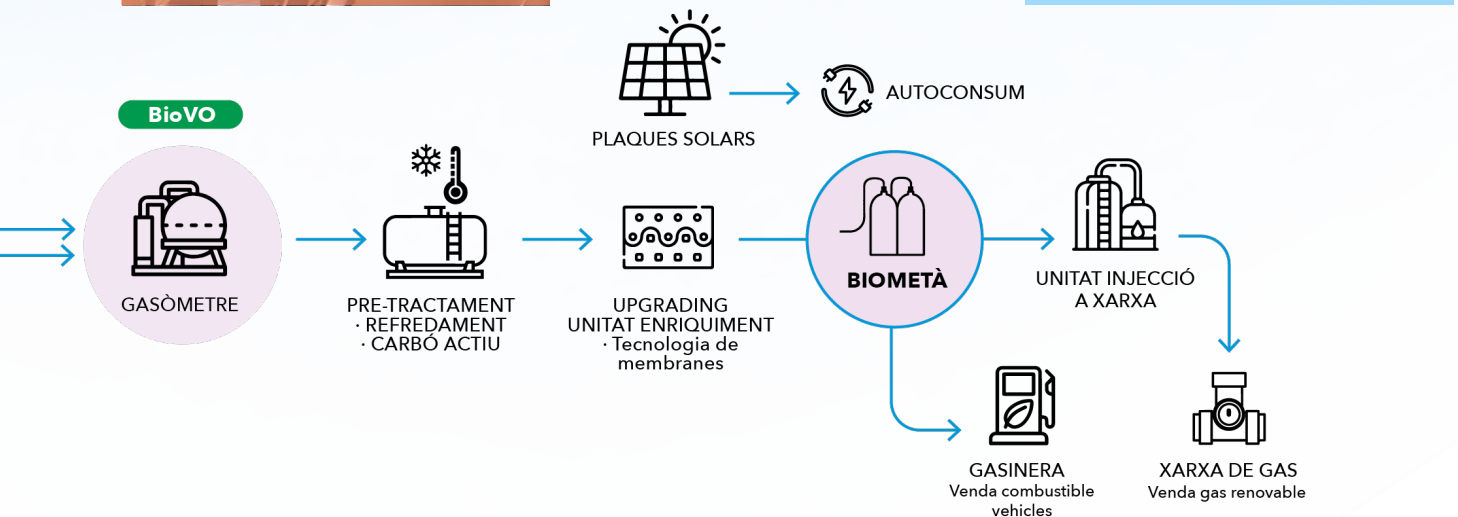 PLAQUES SOLARS
AUTOCONSUM
BioVO
GASÒMETRE
PRE-TRACTAMENT
· REFREDAMENT
· CARBÓ ACTIU
UPGRADING
UNITAT ENRIQUIMENT
· Tecnologia de
membranes
BIOMETÀ
UNITAT INJECCIÓ
A XARXA
GASINERA
Venda combustible
vehicles
XARXA DE GAS
Venda gas renovable